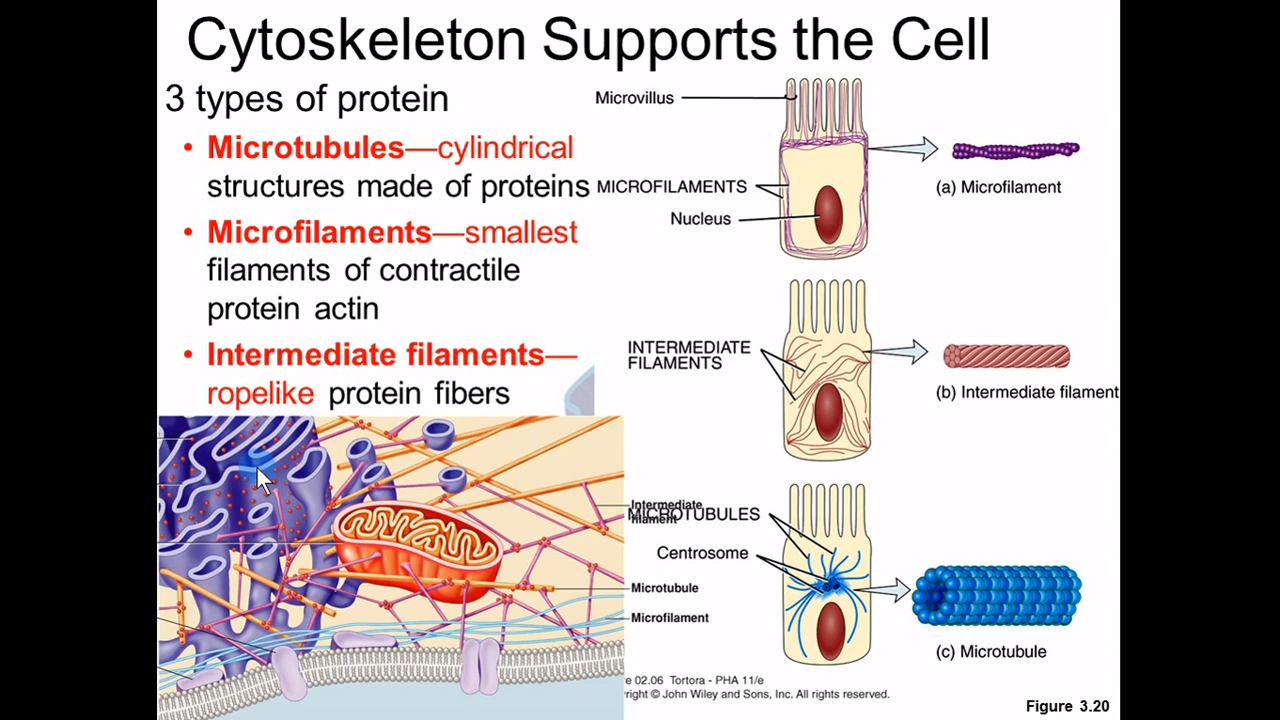 Cytoskeleton Supports the Cell
3 types of protein
• Microtubules—cylindrical
structures made of proteins
• Microfilaments—smallest
filaments of contractile
protein actin
• Intermediate filaments—
ropelike protein fibers
Microvillus
MICROFILAMENTS
Nucleus
(a) Microfilament
INTERMEDIATE
FILAMENTS
(b) Intermediate filament
Intermediate
filament
MICROTUBULES
Centrosome
Microtubule
Microfilament
(c) Microtubule
02.06 Tortora - PHA 11/e
© John Wiley and Sons, Inc. All rights reserved.
Figure 3.20